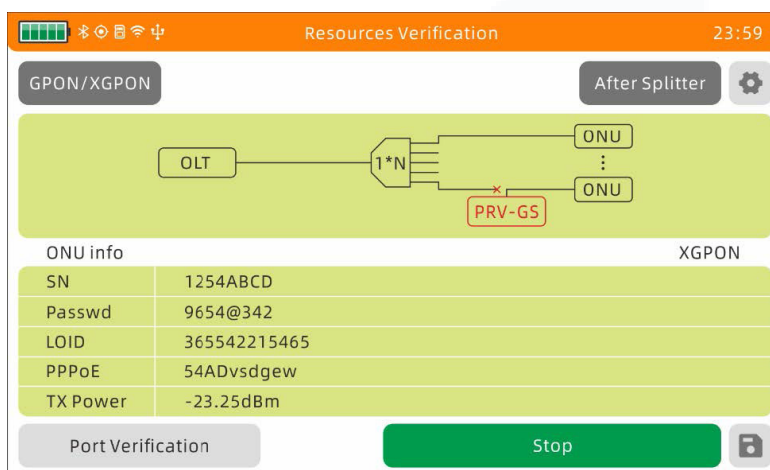 Resources Verification 23:59
GPON/XGPON After Splitter
ONU
OLT 1*N
ONU
PRV-GS
ONU info XGPON
SN 1254ABCD
Passwd 9654@342
LOID 365542215465
PPPoE 54ADvsdgew
TX Power -23.25dBm
Port Verification Stop